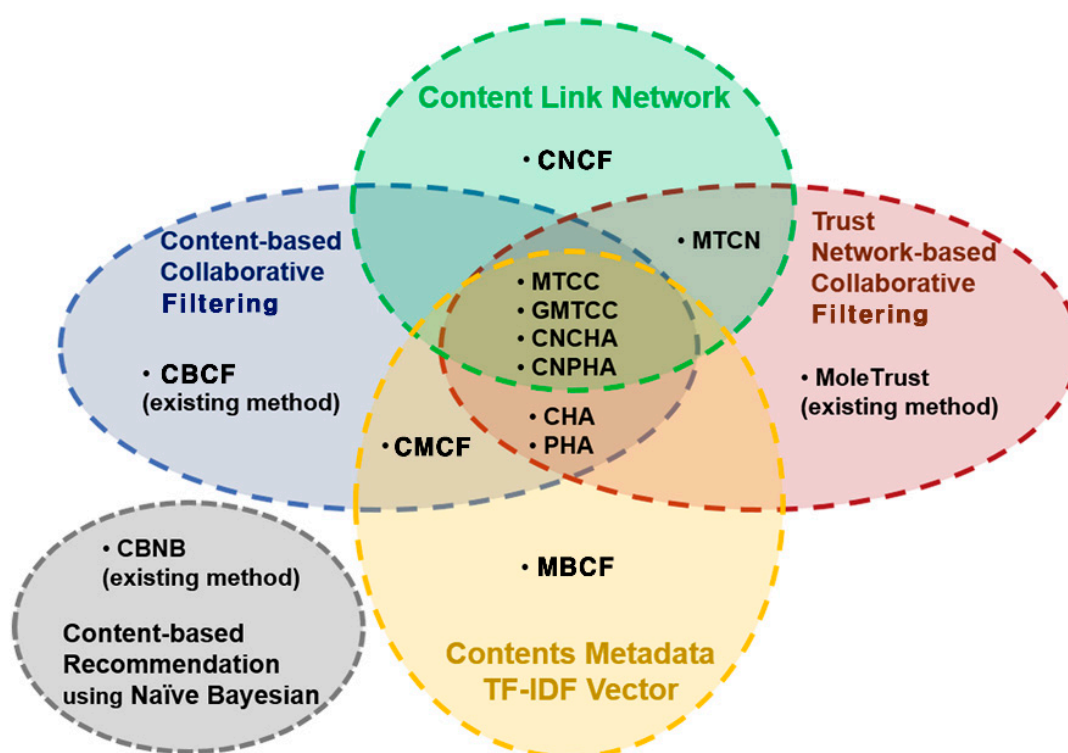 Content Link Network
• CNCF
Content-based
Collaborative
Filtering
• CBCF
(existing method)
Trust
Network-based
Collaborative
Filtering
• MoleTrust
(existing method)
• MTCN
• MTCC
• GMTCC
• CNCHA
• CNPHA
• CHA
• PHA
• CMCF
• MBCF
Contents Metadata
TF-IDF Vector
• CBNB
(existing method)
Content-based
Recommendation
using Naïve Bayesian